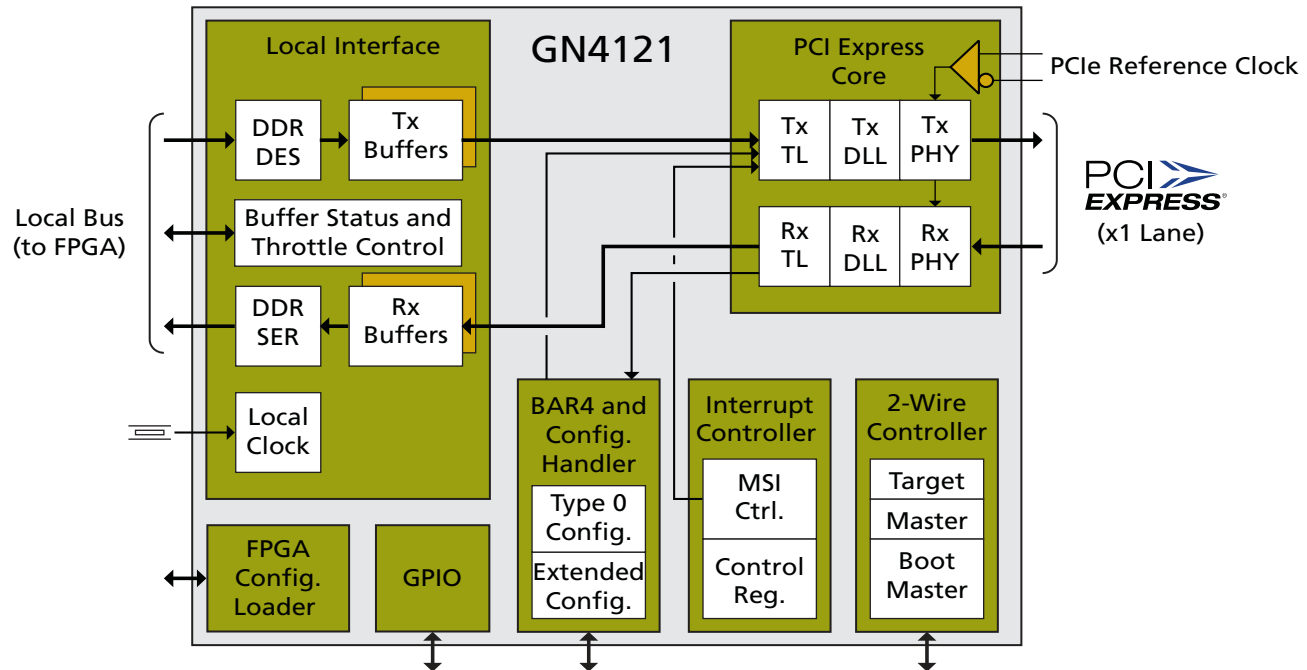 Local Interface
GN4121
PCI Express
Core
PCIe Reference Clock
DDR
DES
Tx
Buffers
Tx
TL
Tx
DLL
Tx
PHY
Local Bus
(to FPGA)
Buffer Status and
Throttle Control
PCI
EXPRESS®
(x1 Lane)
Rx
TL
Rx
DLL
Rx
PHY
DDR
SER
Rx
Buffers
Local
Clock
BAR4 and
Config.
Handler
Type 0
Config.
Extended
Config.
Interrupt
Controller
MSI
Ctrl.
Control
Reg.
2-Wire
Controller
Target
Master
Boot
Master
FPGA
Config.
Loader
GPIO